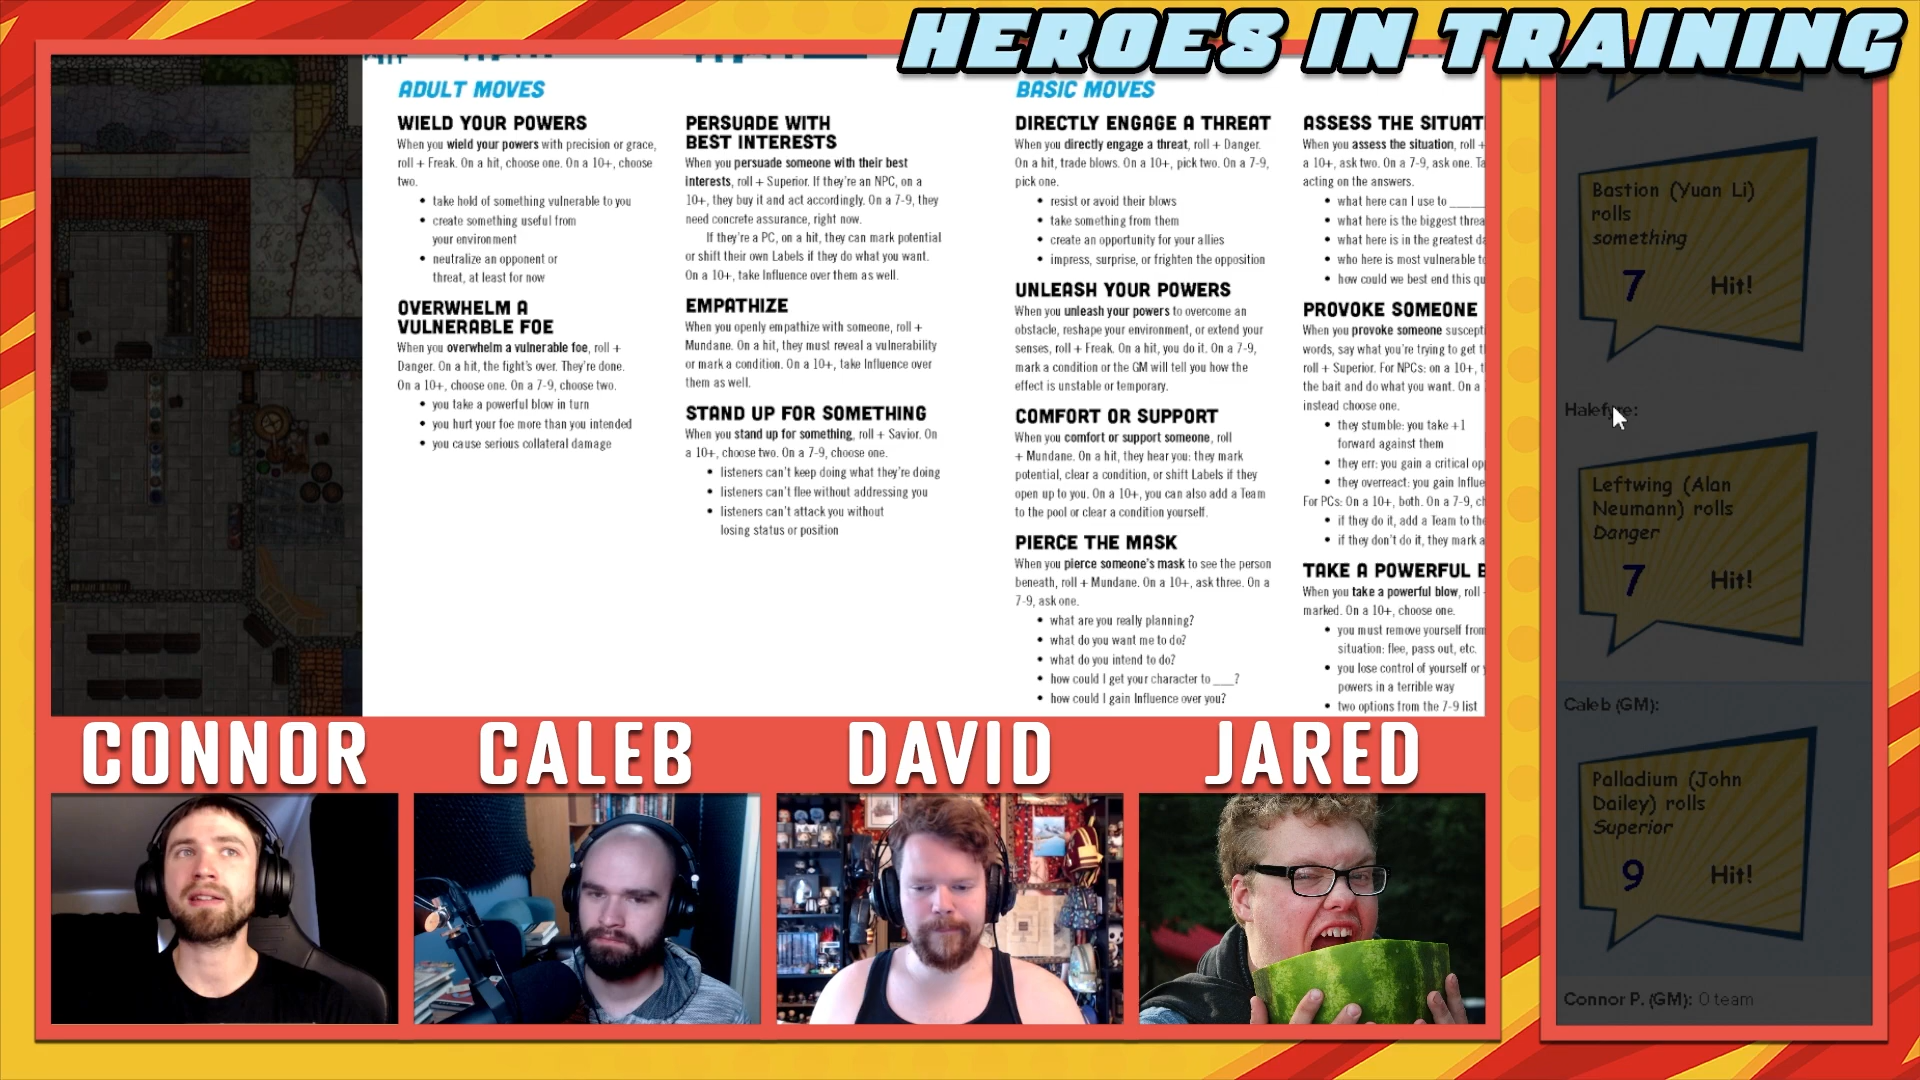 HEROES IN TRAINING
ADULT MOVES
WIELD YOUR POWERS
When you wield your powers with precision or grace,
roll + Freak. On a hit, choose one. On a 10+, choose
two.
• take hold of something vulnerable to you
• create something useful from
your environment
• neutralize an opponent or
threat, at least for now
OVERWHELM A
VULNERABLE FOE
When you overwhelm a vulnerable foe, roll +
Danger. On a hit, the fight's over. They're done.
On a 10+, choose one. On a 7-9, choose two.
• you take a powerful blow in turn
• you hurt your foe more than you intended
• you cause serious collateral damage
PERSUADE WITH
BEST INTERESTS
When you persuade someone with their best
interests, roll + Superior. If they're an NPC, on a
10+, they buy it and act accordingly. On a 7-9, they
need concrete assurance, right now.
If they're a PC, on a hit, they can mark potential
or shift their own Labels if they do what you want.
On a 10+, take Influence over them as well.
EMPATHIZE
When you openly empathize with someone, roll +
Mundane. On a hit, they must reveal a vulnerability
or mark a condition. On a 10+, take Influence over
them as well.
STAND UP FOR SOMETHING
When you stand up for something, roll + Savior. On
a 10+, choose two. On a 7-9, choose one.
• listeners can't keep doing what they're doing
• listeners can't flee without addressing you
• listeners can't attack you without
losing status or position
BASIC MOVES
DIRECTLY ENGAGE A THREAT
When you directly engage a threat, roll + Danger.
On a hit, trade blows. On a 10+, pick two. On a 7-9,
pick one.
• resist or avoid their blows
• take something from them
• create an opportunity for your allies
• impress, surprise, or frighten the opposition
UNLEASH YOUR POWERS
When you unleash your powers to overcome an
obstacle, reshape your environment, or extend your
senses, roll + Freak. On a hit, you do it. On a 7-9,
mark a condition or the GM will tell you how the
effect is unstable or temporary.
COMFORT OR SUPPORT
When you comfort or support someone, roll
+ Mundane. On a hit, they hear you: they mark
potential, clear a condition, or shift Labels if they
open up to you. On a 10+, you can also add a Team
to the pool or clear a condition yourself.
PIERCE THE MASK
When you pierce someone's mask to see the person
beneath, roll + Mundane. On a 10+, ask three. On a
7-9, ask one.
• what are you really planning?
• what do you want me to do?
• what do you intend to do?
• how could I get your character to ___?
• how could I gain Influence over you?
ASSESS THE SITUAT
When you assess the situation, roll +
a 10+, ask two. On a 7-9, ask one. Ta
acting on the answers.
• what here can I use to
• what here is the biggest threa
• what here is in the greatest da
• who here is most vulnerable to
• how could we best end this qu
PROVOKE SOMEONE
When you provoke someone suscepti
words, say what you're trying to get t
roll + Superior. For NPCs: on a 10+, t
the bait and do what you want. On a
instead choose one.
• they stumble: you take +1
forward against them
• they err: you gain a critical op
• they overreact: you gain Influe
For PCs: On a 10+, both. On a 7-9, ch
• if they do it, add a Team to the
• if they don't do it, they mark a
TAKE A POWERFUL B
When you take a powerful blow, roll
marked. On a 10+, choose one.
• you must remove yourself from
situation: flee, pass out, etc.
• you lose control of yourself or y
powers in a terrible way
• two options from the 7-9 list
Bastion (Yuan Li)
rolls
something
7 Hit!
Halefyre:
Leftwing (Alan
Neumann) rolls
Danger
7 Hit!
Caleb (GM):
Palladium (John
Dailey) rolls
Superior
9 Hit!
Connor P. (GM): 0 team
CONNOR
CALEB
DAVID
JARED